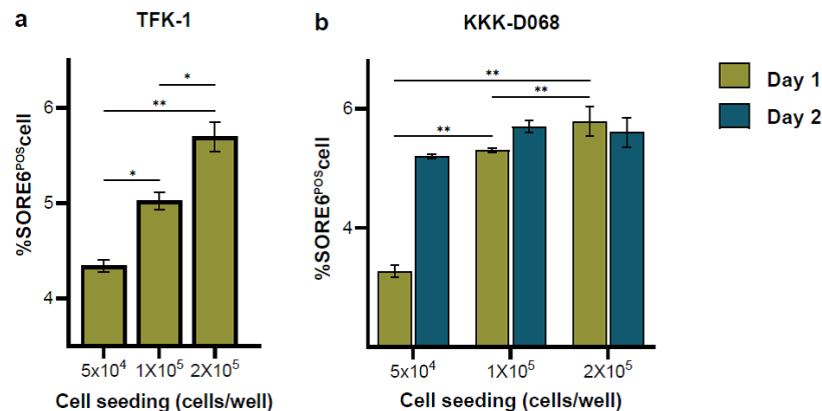 a
TFK-1
%SORE6ᴾᴼˢcell
6
5
4
*
**
*
5x10⁴ 1X10⁵ 2X10⁵
Cell seeding (cells/well)
b
KKK-D068
%SORE6ᴾᴼˢcell
6
4
**
**
**
5x10⁴ 1X10⁵ 2X10⁵
Cell seeding (cells/well)
Day 1
Day 2